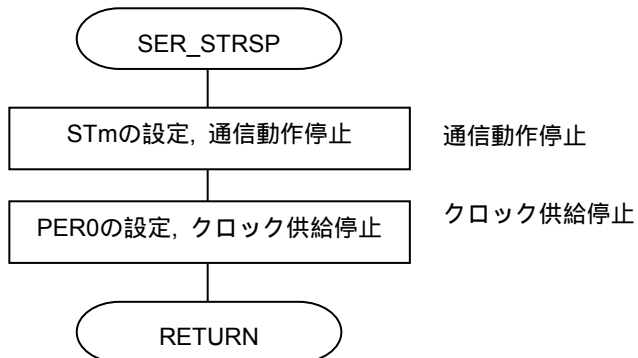 SER_STRSP
STmの設定, 通信動作停止
通信動作停止
PER0の設定, クロック供給停止
クロック供給停止
RETURN